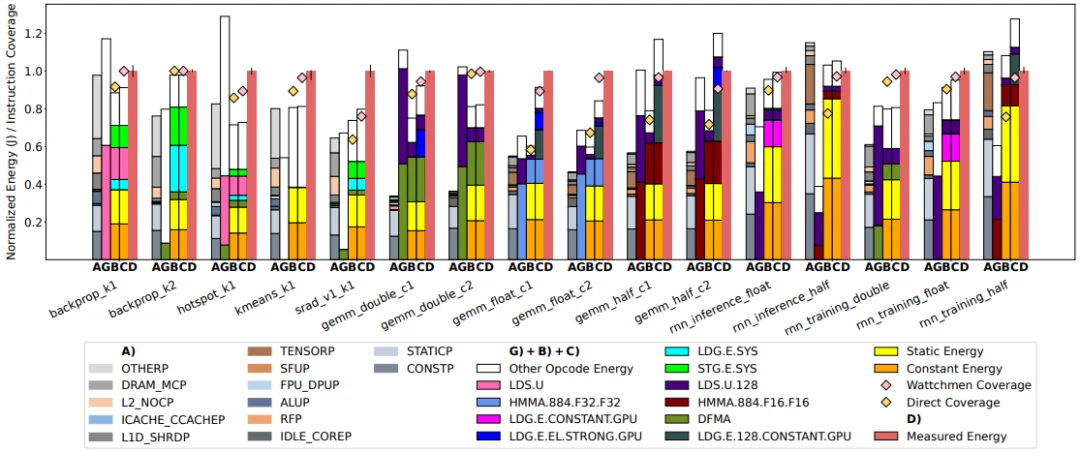 Normalized Energy (J) / Instruction Coverage
1.2
1.0
0.8
0.6
0.4
0.2
AGBCD AGBCD AGBCD AGBCD AGBCD AGBCD AGBCD AGBCD AGBCD AGBCD AGBCD AGBCD AGBCD AGBCD AGBCD AGBCD
backprop_k1
backprop_k2
hotspot_k1
kmeans_k1
srad_v1_k1
gemm_double_c1
gemm_double_c2
gemm_float_c1
gemm_float_c2
gemm_half_c1
gemm_half_c2
rnn_inference_float
rnn_inference_half
rnn_training_double
rnn_training_float
rnn_training_half
A)
OTHERP
DRAM_MCP
L2_NOCP
ICACHE_CCACHEP
L1D_SHRDP
TENSORP
SFUP
FPU_DPUP
ALUP
RFP
IDLE_COREP
STATICP
CONSTP
G) + B) + C)
Other Opcode Energy
LDS.U
HMMA.884.F32.F32
LDG.E.CONSTANT.GPU
LDG.E.EL.STRONG.GPU
LDG.E.SYS
STG.E.SYS
LDS.U.128
HMMA.884.F16.F16
DFMA
LDG.E.128.CONSTANT.GPU
Static Energy
Constant Energy
Wattchmen Coverage
Direct Coverage
D)
Measured Energy